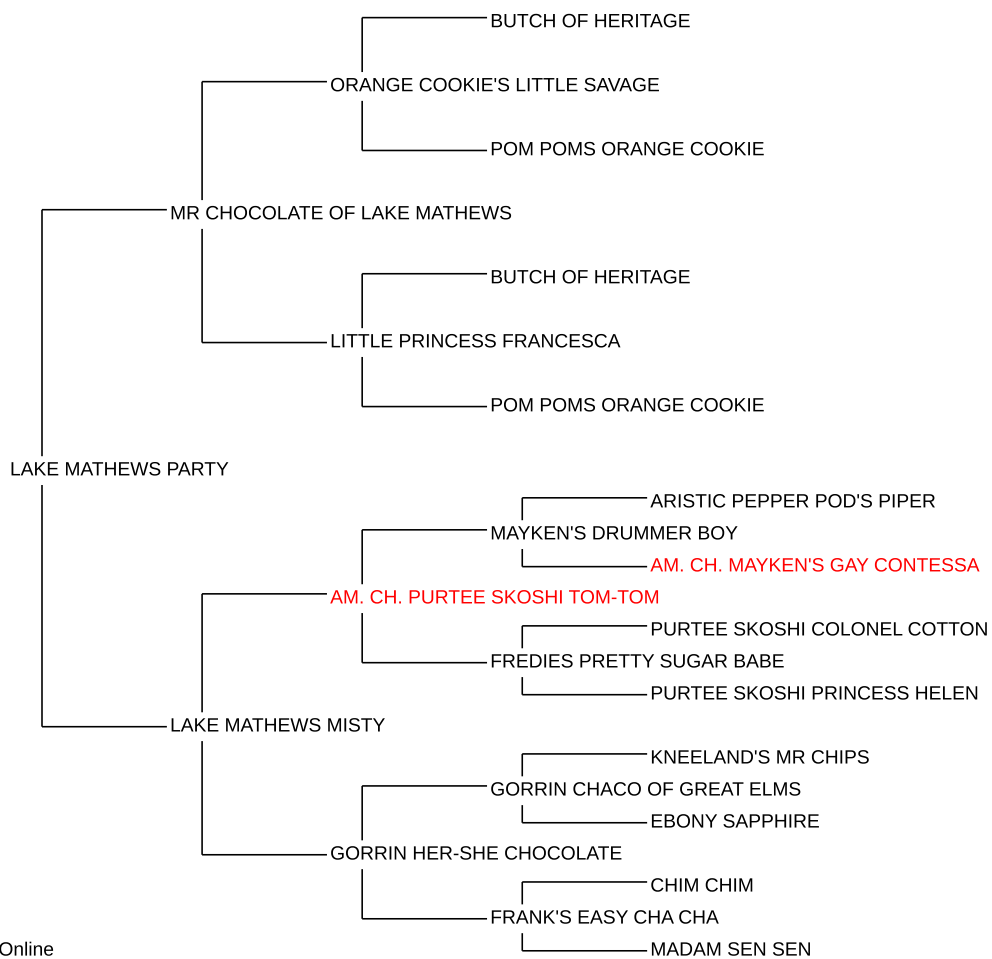 BUTCH OF HERITAGE
ORANGE COOKIE'S LITTLE SAVAGE
POM POMS ORANGE COOKIE
MR CHOCOLATE OF LAKE MATHEWS
BUTCH OF HERITAGE
LITTLE PRINCESS FRANCESCA
POM POMS ORANGE COOKIE
LAKE MATHEWS PARTY
ARISTIC PEPPER POD'S PIPER
MAYKEN'S DRUMMER BOY
AM. CH. MAYKEN'S GAY CONTESSA
AM. CH. PURTEE SKOSHI TOM-TOM
PURTEE SKOSHI COLONEL COTTON
FREDIES PRETTY SUGAR BABE
PURTEE SKOSHI PRINCESS HELEN
LAKE MATHEWS MISTY
KNEELAND'S MR CHIPS
GORRIN CHACO OF GREAT ELMS
EBONY SAPPHIRE
GORRIN HER-SHE CHOCOLATE
CHIM CHIM
FRANK'S EASY CHA CHA
MADAM SEN SEN
Online